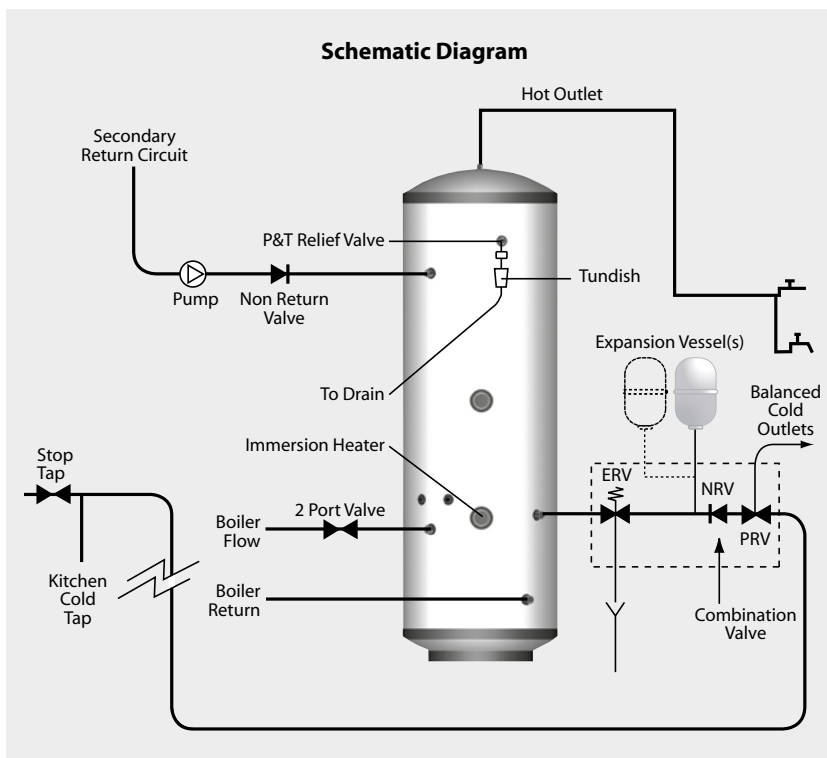 Schematic Diagram
Hot Outlet
Secondary
Return Circuit
P&T Relief Valve
Tundish
Pump
Non Return
Valve
Expansion Vessel(s)
To Drain
Balanced
Cold
Outlets
Immersion Heater
Stop
Tap
ERV
NRV
2 Port Valve
Boiler
Flow
PRV
Kitchen
Cold
Tap
Boiler
Return
Combination
Valve